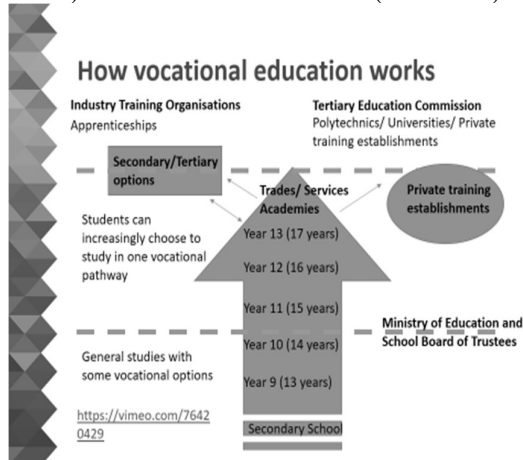 How vocational education works
Industry Training Organisations
Apprenticeships
Tertiary Education Commission
Polytechnics/ Universities/ Private
training establishments
Secondary/Tertiary
options
Trades/ Services
Academies
Private training
establishments
Students can
increasingly choose to
study in one vocational
pathway
Year 13 (17 years)
Year 12 (16 years)
Year 11 (15 years)
Ministry of Education and
School Board of Trustees
Year 10 (14 years)
General studies with
some vocational options
Year 9 (13 years)
https://vimeo.com/7642
0429
Secondary School